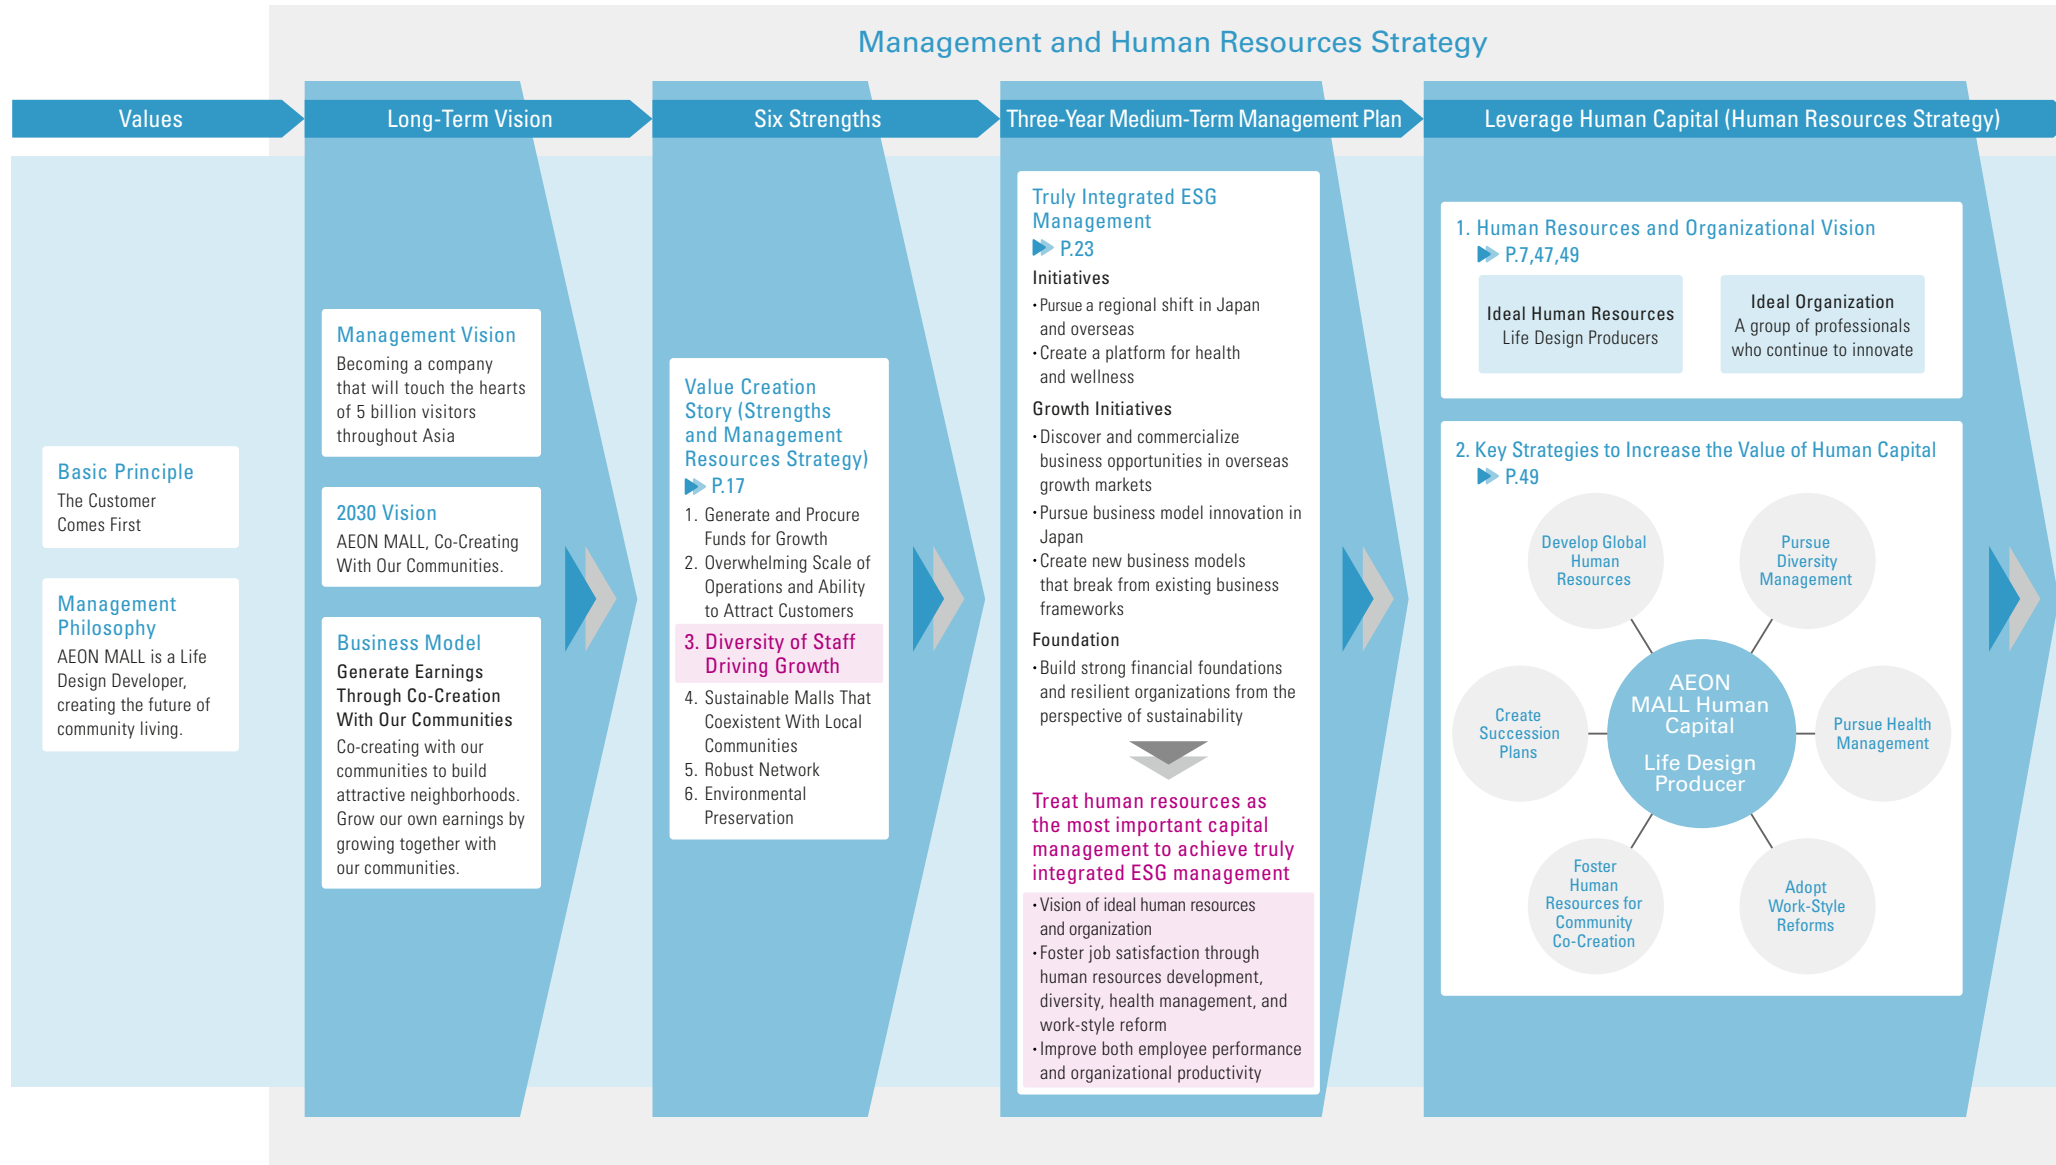 Management and Human Resources Strategy
Values
Long-Term Vision
Six Strengths
Three-Year Medium-Term Management Plan
Leverage Human Capital (Human Resources Strategy)
Basic Principle
The Customer
Comes First
Management
Philosophy
AEON MALL is a Life
Design Developer,
creating the future of
community living.
Management Vision
Becoming a company
that will touch the hearts
of 5 billion visitors
throughout Asia
2030 Vision
AEON MALL, Co-Creating
With Our Communities.
Business Model
Generate Earnings
Through Co-Creation
With Our Communities
Co-creating with our
communities to build
attractive neighborhoods.
Grow our own earnings by
growing together with
our communities.
Value Creation
Story (Strengths
and Management
Resources Strategy)
P.17
1. Generate and Procure
Funds for Growth
2. Overwhelming Scale of
Operations and Ability
to Attract Customers
3. Diversity of Staff
Driving Growth
4. Sustainable Malls That
Coexistent With Local
Communities
5. Robust Network
6. Environmental
Preservation
Truly Integrated ESG
Management
P.23
Initiatives
・Pursue a regional shift in Japan
and overseas
・Create a platform for health
and wellness
Growth Initiatives
・Discover and commercialize
business opportunities in overseas
growth markets
・Pursue business model innovation in
Japan
・Create new business models
that break from existing business
frameworks
Foundation
・Build strong financial foundations
and resilient organizations from the
perspective of sustainability
Treat human resources as
the most important capital
management to achieve truly
integrated ESG management
・Vision of ideal human resources
and organization
・Foster job satisfaction through
human resources development,
diversity, health management, and
work-style reform
・Improve both employee performance
and organizational productivity
1. Human Resources and Organizational Vision
P.7,47,49
Ideal Human Resources
Life Design Producers
Ideal Organization
A group of professionals
who continue to innovate
2. Key Strategies to Increase the Value of Human Capital
P.49
Develop Global
Human
Resources
Pursue
Diversity
Management
Create
Succession
Plans
AEON
MALL Human
Capital
Life Design
Producer
Pursue Health
Management
Foster
Human
Resources for
Community
Co-Creation
Adopt
Work-Style
Reforms